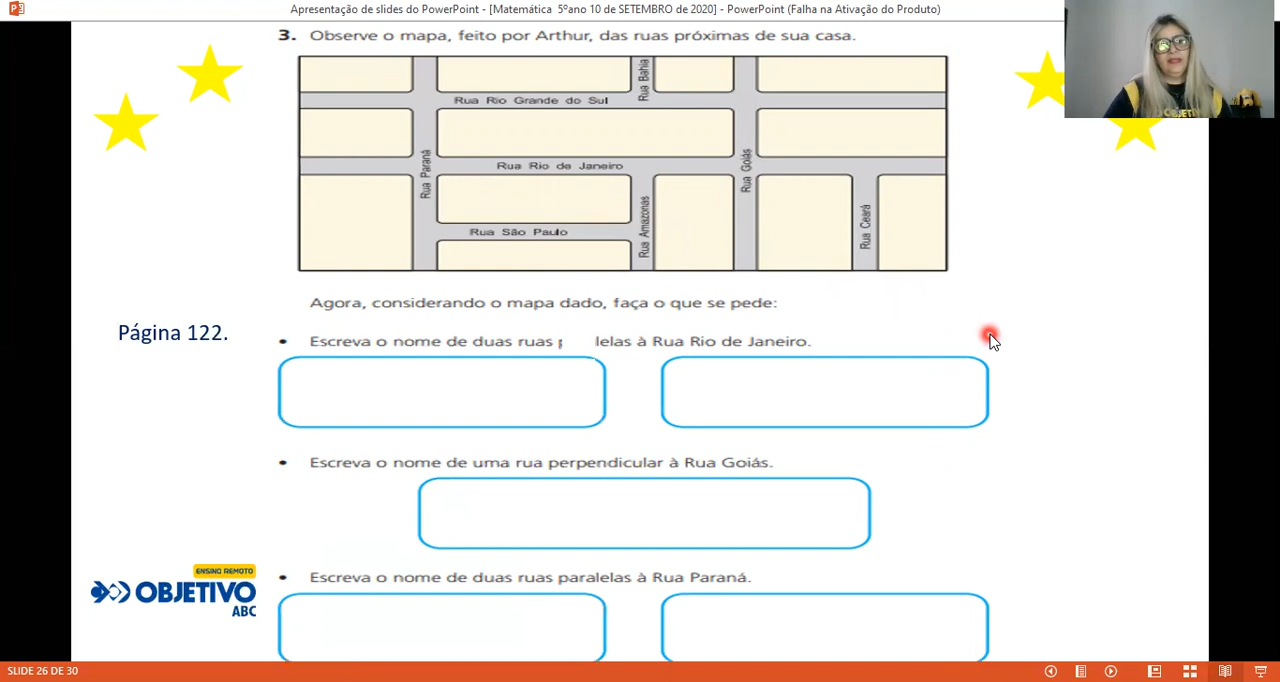 Apresentação de slides do PowerPoint - [Matemática 5ºano 10 de SETEMBRO de 2020] - PowerPoint (Falha na Ativação do Produto)
3. Observe o mapa, feito por Arthur, das ruas próximas de sua casa.
Rua Bahia
Rua Rio Grande do Sul
Rua Paraná
Rua Rio de Janeiro
Rua Goiás
Rua São Paulo
Rua Amazonas
Rua Ceará
Agora, considerando o mapa dado, faça o que se pede:
Página 122.
• Escreva o nome de duas ruas lelas à Rua Rio de Janeiro.
• Escreva o nome de uma rua perpendicular à Rua Goiás.
• Escreva o nome de duas ruas paralelas à Rua Paraná.
ENSINO REMOTO
OBJETIVO
ABC
SLIDE 26 DE 30